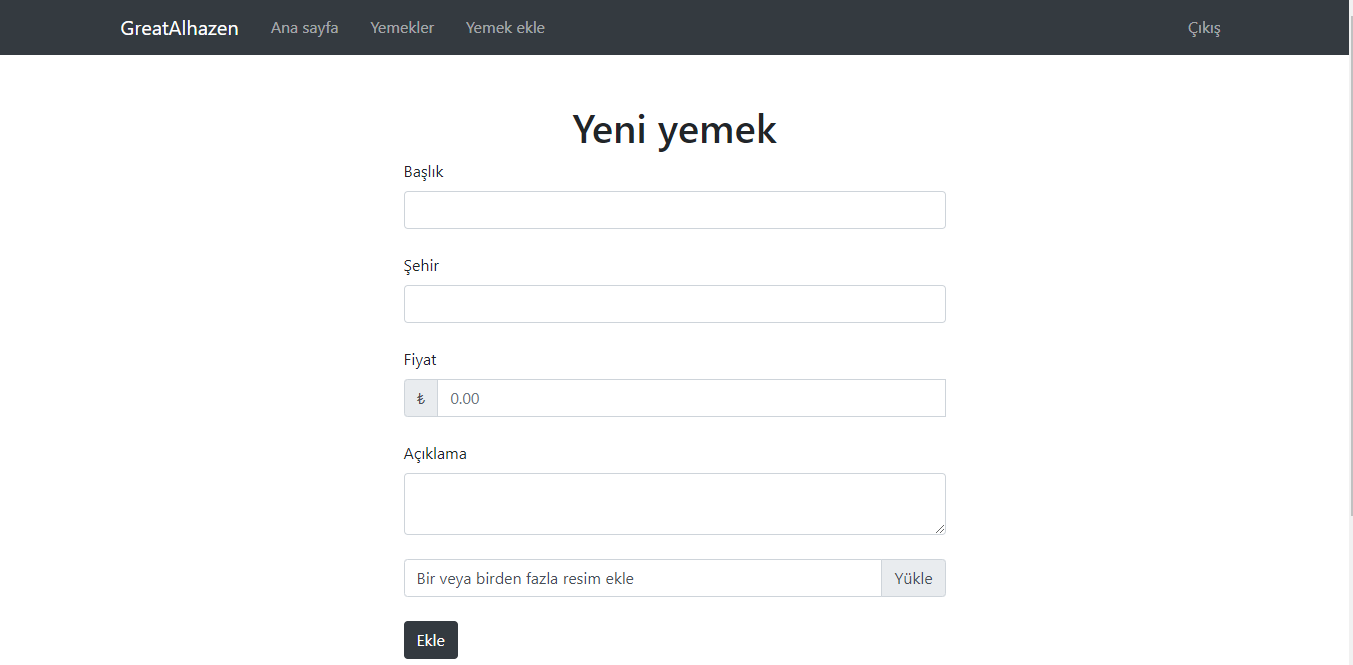 GreatAlhazen Ana sayfa Yemekler Yemek ekle Çıkış
Yeni yemek
Başlık
Şehir
Fiyat
₺ 0.00
Açıklama
Bir veya birden fazla resim ekle Yükle
Ekle